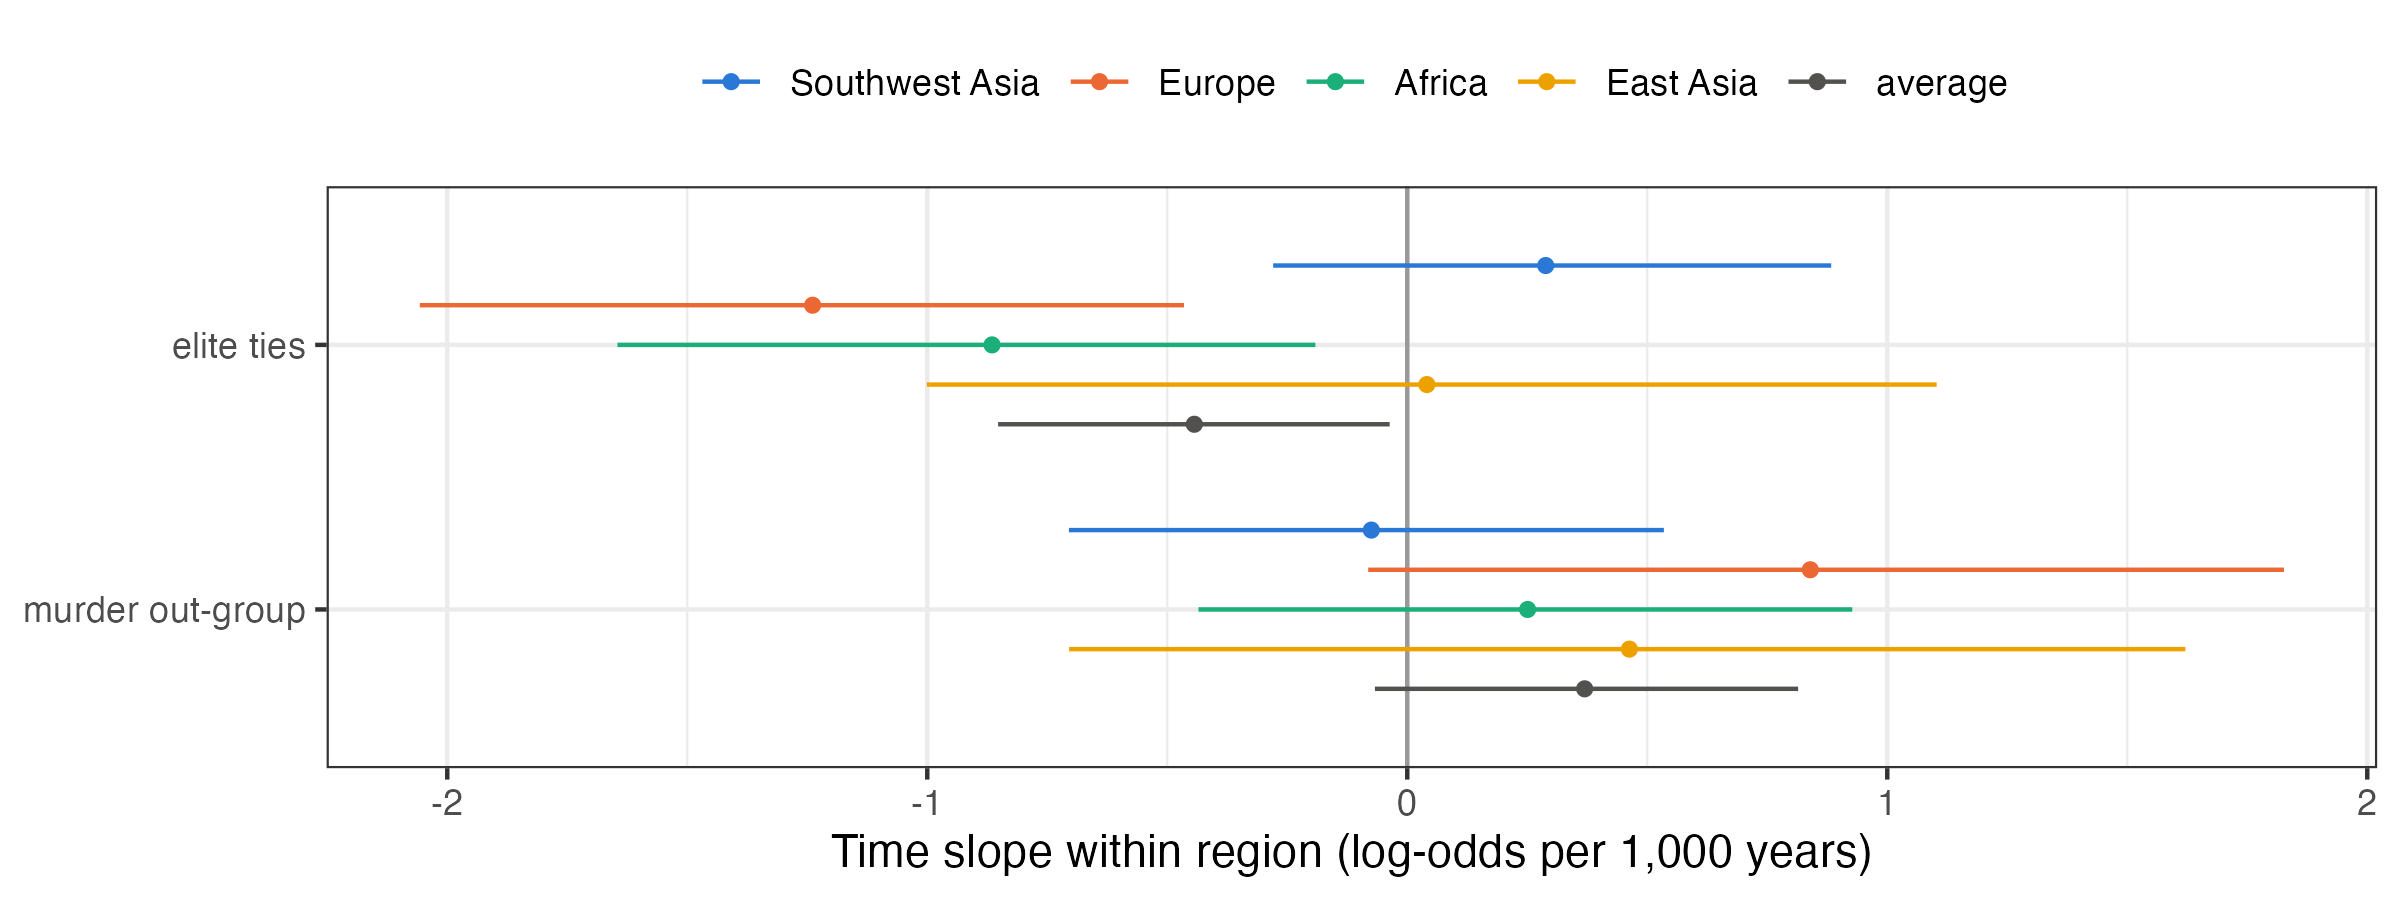 Southwest Asia Europe Africa East Asia average
elite ties
murder out-group
-2 -1 0 1 2
Time slope within region (log-odds per 1,000 years)